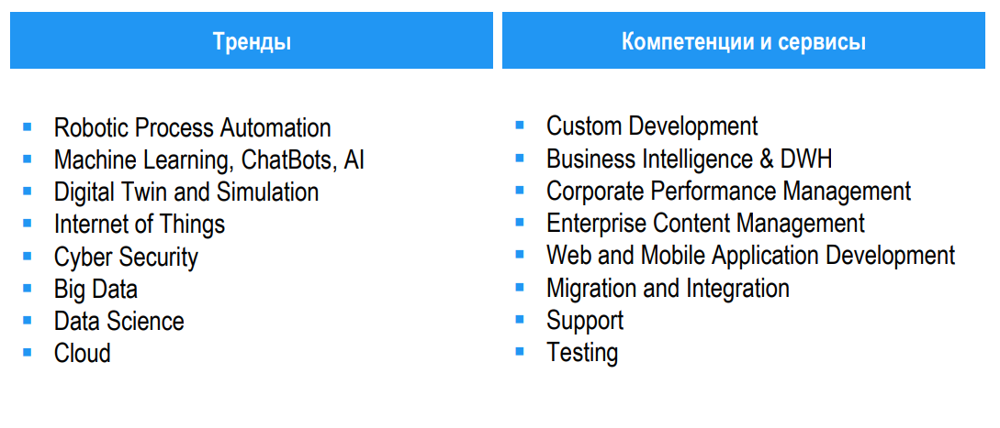 Тренды
Robotic Process Automation
Machine Learning, ChatBots, AI
Digital Twin and Simulation
Internet of Things
Cyber Security
Big Data
Data Science
Cloud
Компетенции и сервисы
Custom Development
Business Intelligence & DWH
Corporate Performance Management
Enterprise Content Management
Web and Mobile Application Development
Migration and Integration
Support
Testing